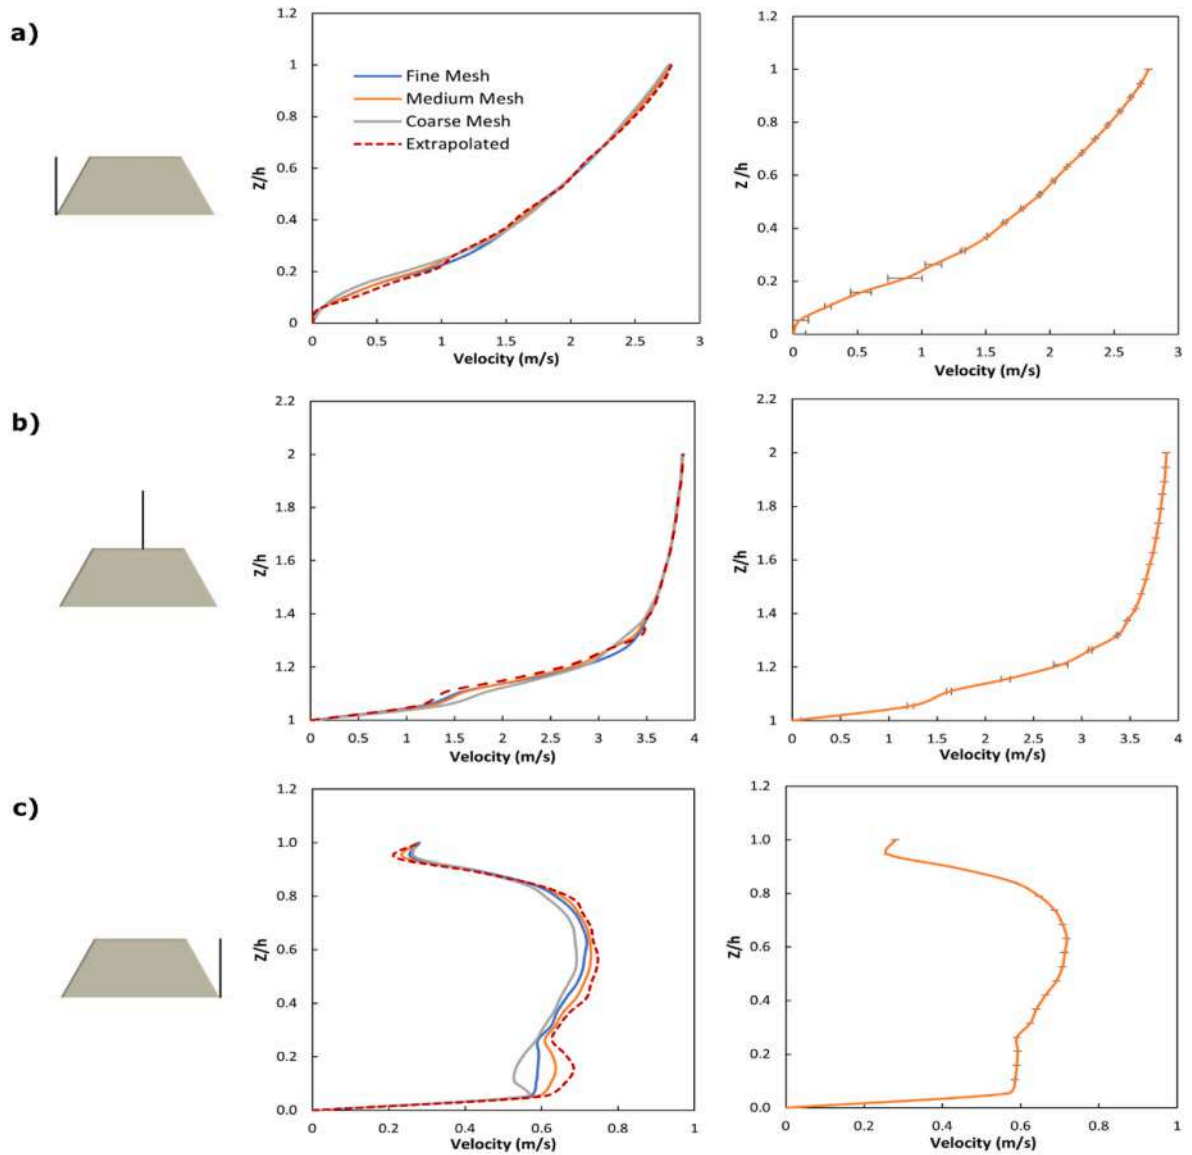 a)
1.2
1
0.8
0.6
0.4
0.2
0
Z/h
Fine Mesh
Medium Mesh
Coarse Mesh
Extrapolated
0 0.5 1 1.5 2 2.5 3
Velocity (m/s)
1.2
1
0.8
0.6
0.4
0.2
0
Z /h
0 0.5 1 1.5 2 2.5 3
Velocity (m/s)
b)
2.2
2
1.8
1.6
1.4
1.2
1
Z/h
0 0.5 1 1.5 2 2.5 3 3.5 4
Velocity (m/s)
2.2
2
1.8
1.6
1.4
1.2
1
Z/h
0 0.5 1 1.5 2 2.5 3 3.5 4
Velocity (m/s)
c)
1.2
1.0
0.8
0.6
0.4
0.2
0.0
Z/h
0 0.2 0.4 0.6 0.8 1
Velocity (m/s)
1.2
1.0
0.8
0.6
0.4
0.2
0.0
Z/h
0 0.2 0.4 0.6 0.8 1
Velocity (m/s)